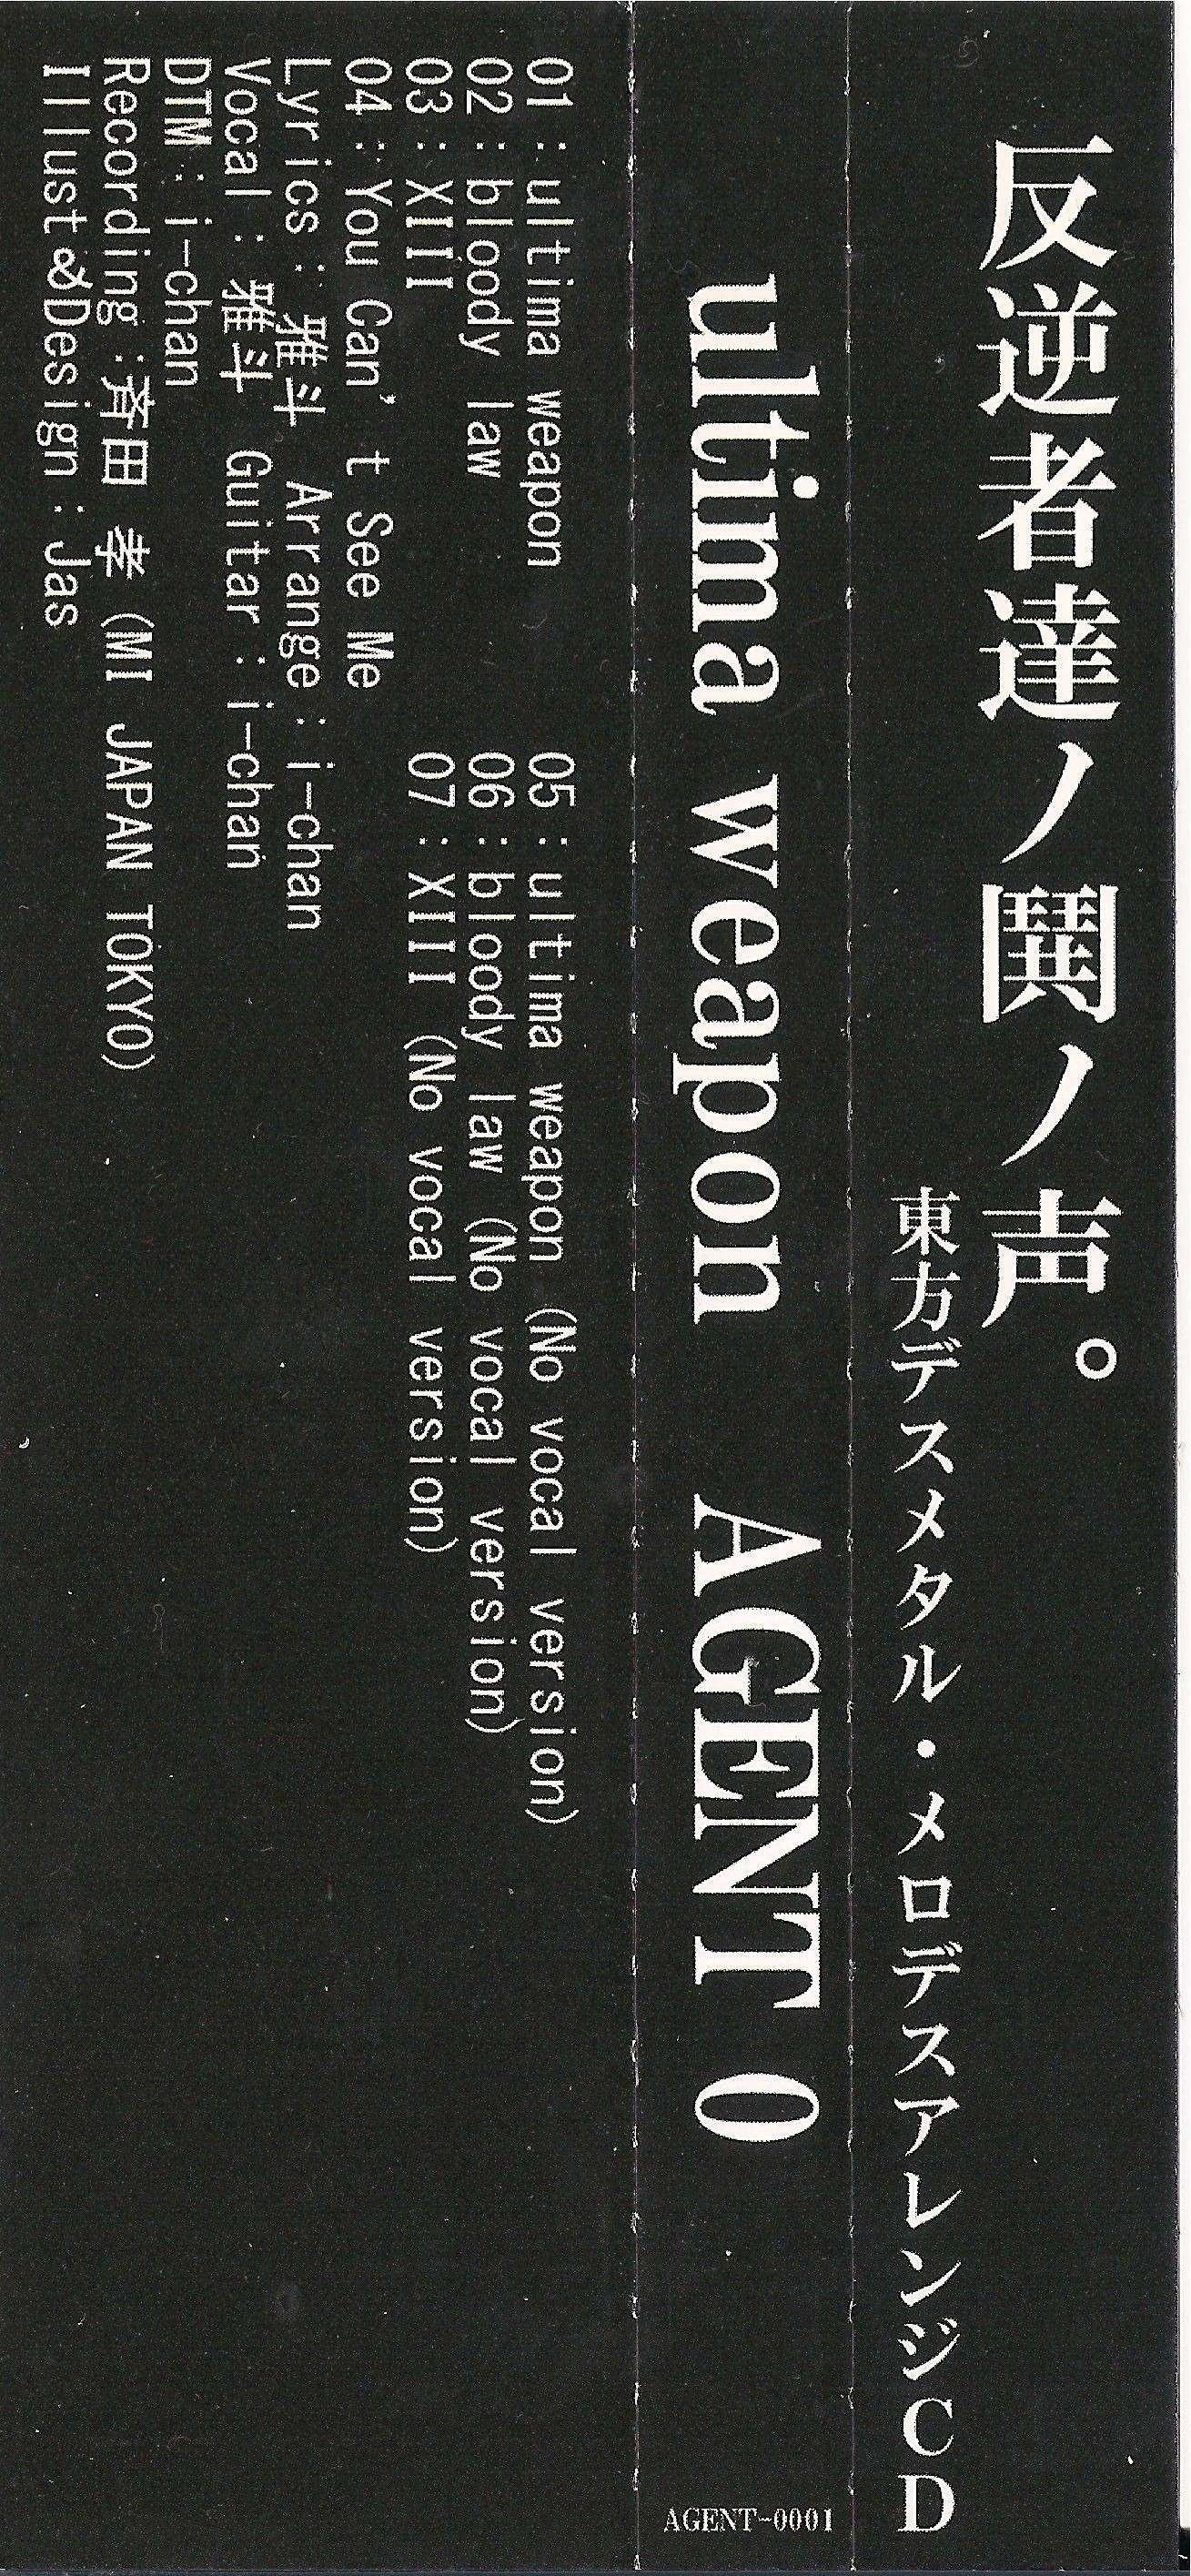 反逆者達ノ鬨ノ声。
東方デスメタル・メロデスアレンジCD
ultima weapon AGENT 0
AGENT-0001
01:ultima weapon
02:bloody law
03:XIII
04:You Can't See Me
05:ultima weapon (No vocal version)
06:bloody law (No vocal version)
07:XIII (No vocal version)
Lyrics:雅斗 Arrange:i-chan
Vocal:雅斗 Guitar:i-chan
DTM:i-chan
Recording:斉田 孝 (MI JAPAN TOKYO)
Illust&Design:Jas